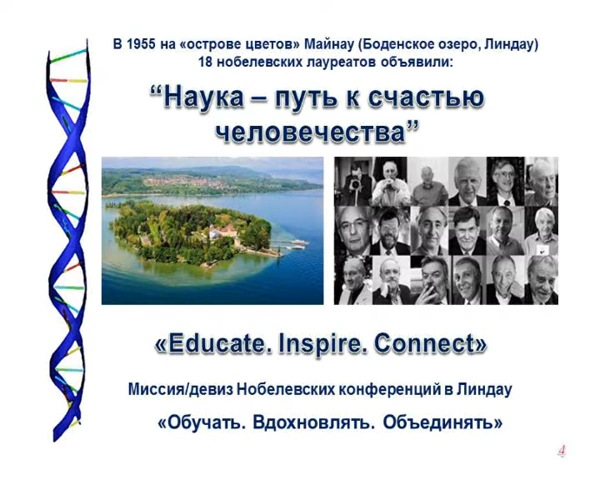 В 1955 на «острове цветов» Майнау (Боденское озеро, Линдау)
18 нобелевских лауреатов объявили:
“Наука – путь к счастью
человечества”
«Educate. Inspire. Connect»
Миссия/девиз Нобелевских конференций в Линдау
«Обучать. Вдохновлять. Объединять»
4